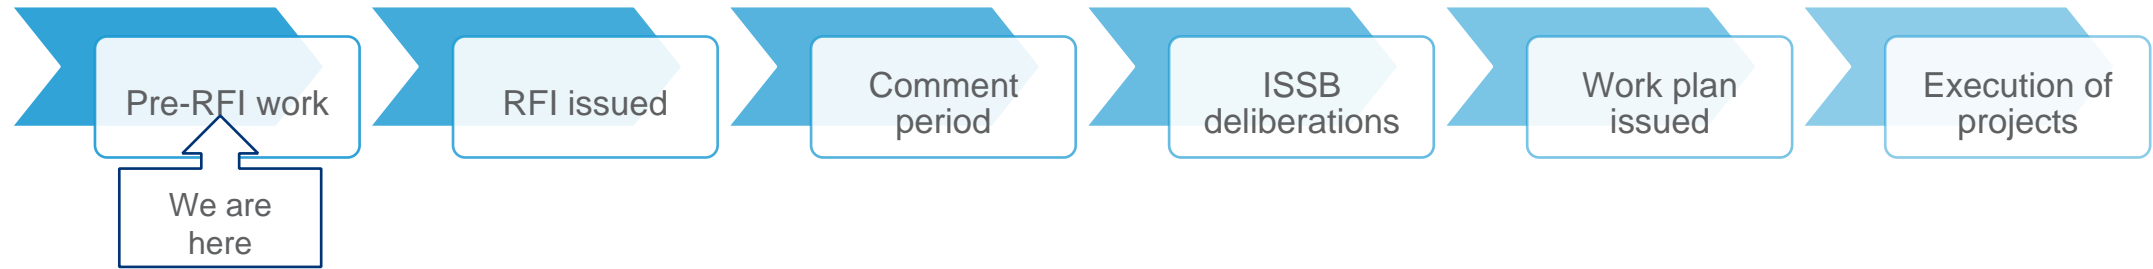 Pre-RFI work
RFI issued
Comment
period
ISSB
deliberations
Work plan
issued
Execution of
projects
We are
here